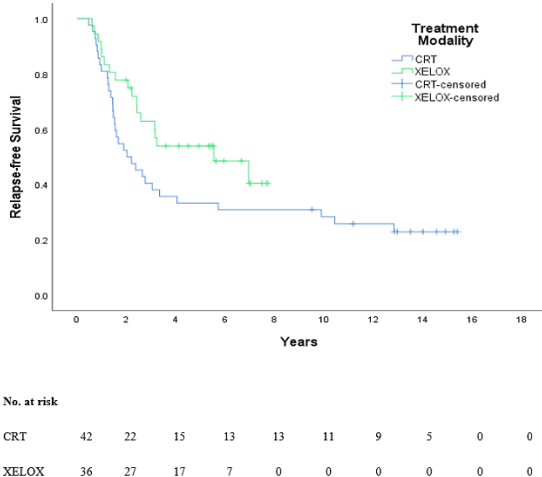 Treatment
Modality
CRT
XELOX
CRT-censored
XELOX-censored
Relapse-free Survival
1.0
0.8
0.6
0.4
0.2
0.0
0 2 4 6 8 10 12 14 16 18
Years
No. at risk
CRT 42 22 15 13 13 11 9 5 0 0
XELOX 36 27 17 7 0 0 0 0 0 0